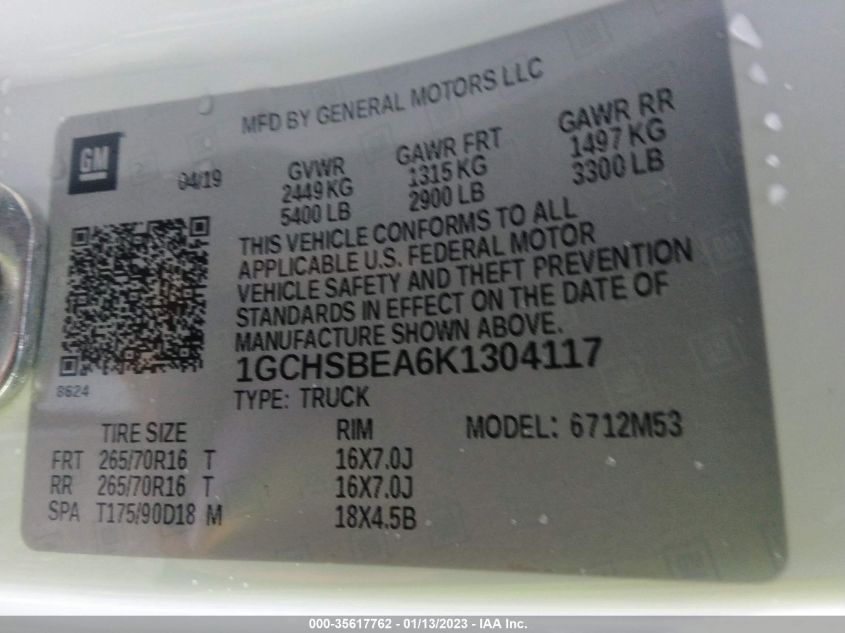 MFD BY GENERAL MOTORS LLC
GM
04/19
GVWR
2449 KG
5400 LB
GAWR FRT
1315 KG
2900 LB
GAWR RR
1497 KG
3300 LB
THIS VEHICLE CONFORMS TO ALL
APPLICABLE U.S. FEDERAL MOTOR
VEHICLE SAFETY AND THEFT PREVENTION
STANDARDS IN EFFECT ON THE DATE OF
MANUFACTURE SHOWN ABOVE.
1GCHSBEA6K1304117
8624
TYPE: TRUCK
TIRE SIZE RIM MODEL: 6712M53
FRT 265/70R16 T 16X7.0J
RR 265/70R16 T 16X7.0J
SPA T175/90D18 M 18X4.5B
000-35617762 - 01/13/2023 - IAA Inc.